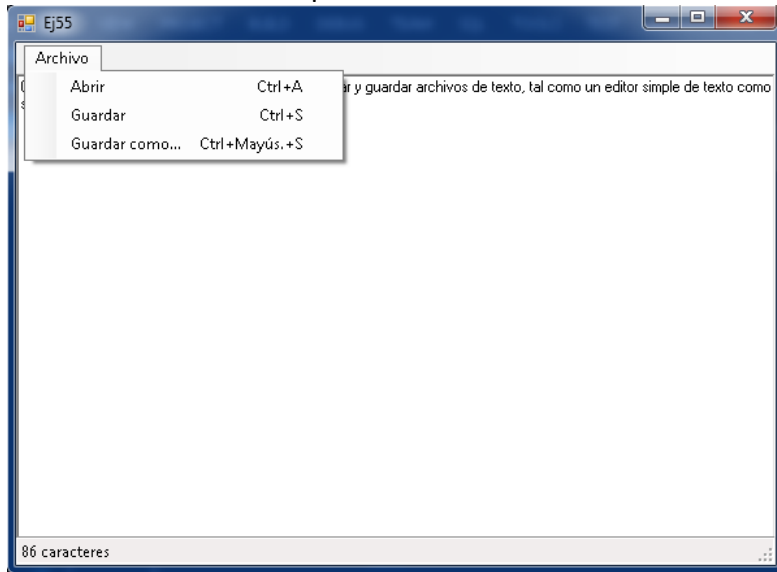 Ej55
Archivo
Abrir Ctrl+A
Guardar Ctrl+S
Guardar como... Ctrl+Mayús.+S
y guardar archivos de texto, tal como un editor simple de texto como
86 caracteres